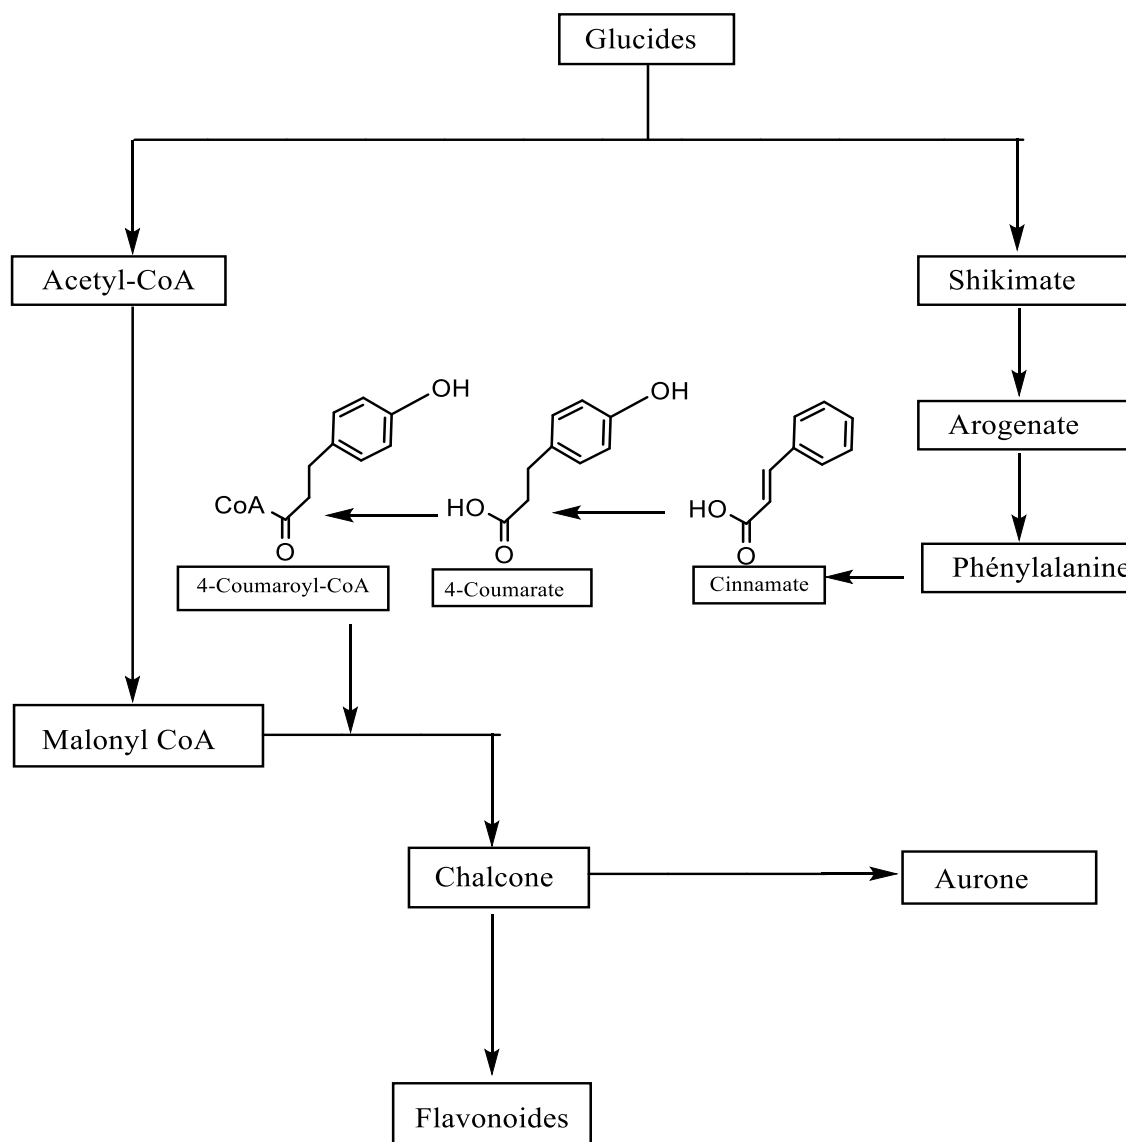 Glucides
Acetyl-CoA
Shikimate
OH
OH
Arogenate
CoA
HO
HO
O
O
O
4-Coumaroyl-CoA
4-Coumarate
Cinnamate
Phénylalanine
Malonyl CoA
Chalcone
Aurone
Flavonoides